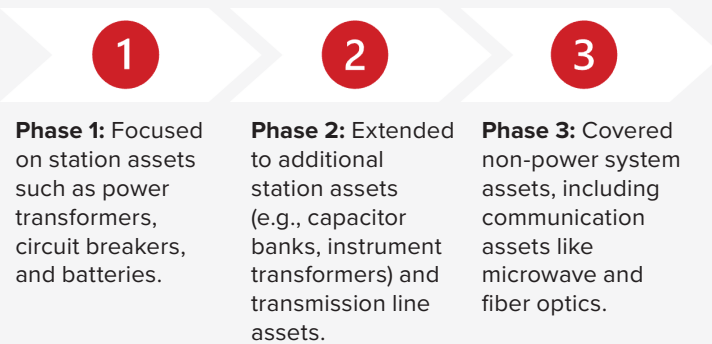 1
2
3
Phase 1: Focused
on station assets
such as power
transformers,
circuit breakers,
and batteries.
Phase 2: Extended
to additional
station assets
(e.g., capacitor
banks, instrument
transformers) and
transmission line
assets.
Phase 3: Covered
non-power system
assets, including
communication
assets like
microwave and
fiber optics.